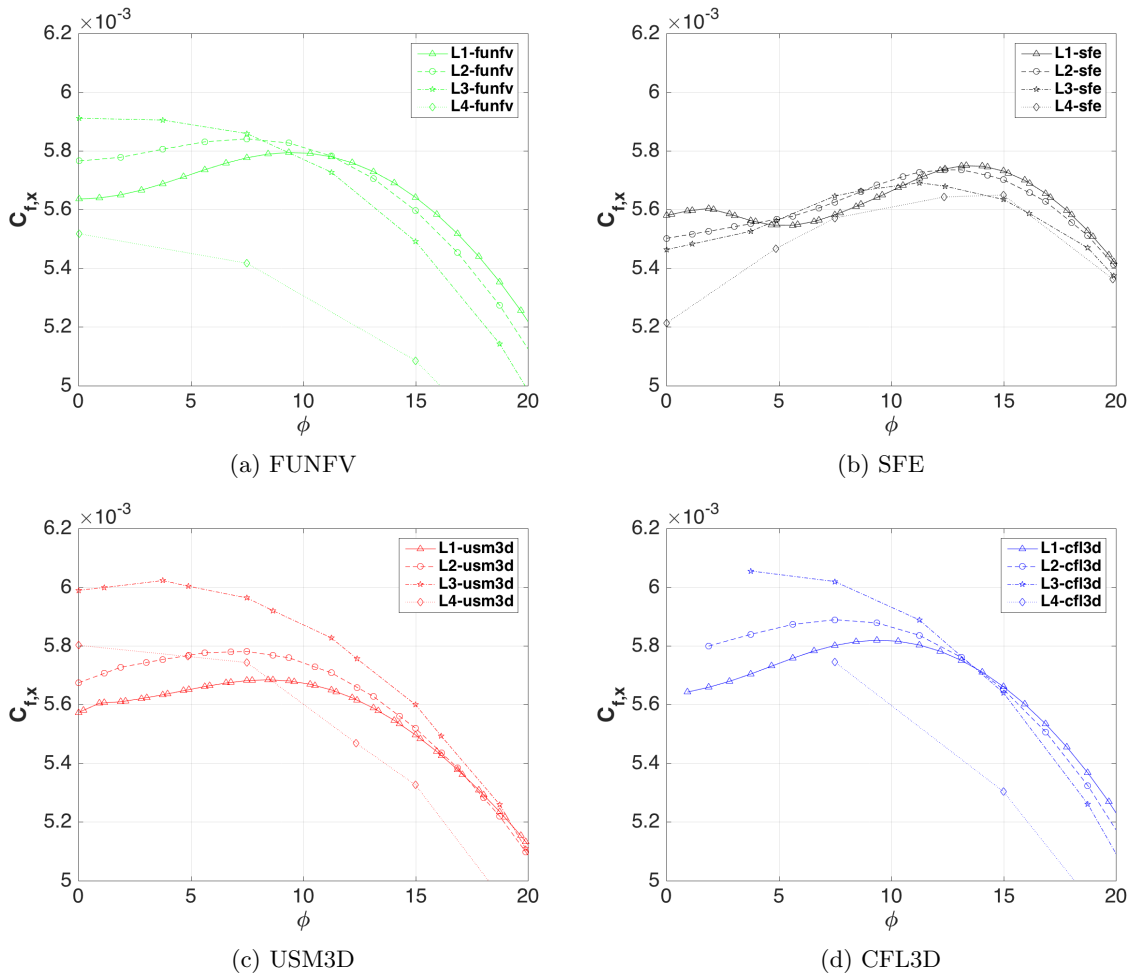 ×10⁻³
6.2
6
5.8
5.6
5.4
5.2
5
C_f,x
0 5 10 15 20
ϕ
L1-funfv
L2-funfv
L3-funfv
L4-funfv
(a) FUNFV
×10⁻³
6.2
6
5.8
5.6
5.4
5.2
5
C_f,x
0 5 10 15 20
ϕ
L1-sfe
L2-sfe
L3-sfe
L4-sfe
(b) SFE
×10⁻³
6.2
6
5.8
5.6
5.4
5.2
5
C_f,x
0 5 10 15 20
ϕ
L1-usm3d
L2-usm3d
L3-usm3d
L4-usm3d
(c) USM3D
×10⁻³
6.2
6
5.8
5.6
5.4
5.2
5
C_f,x
0 5 10 15 20
ϕ
L1-cfl3d
L2-cfl3d
L3-cfl3d
L4-cfl3d
(d) CFL3D